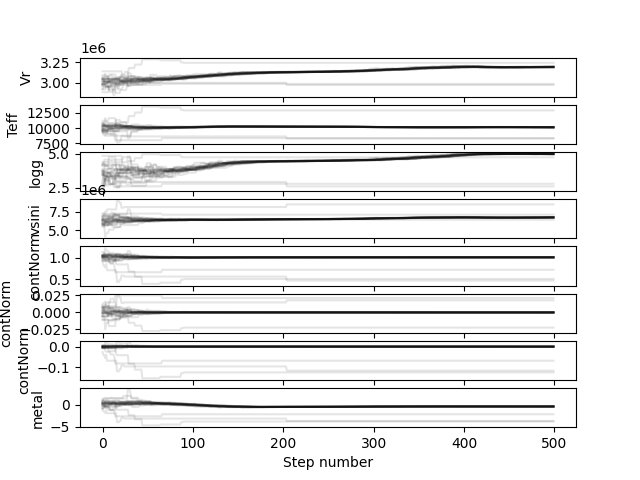 1e6
Vr
3.25
3.00
Teff
12500
10000
7500
logg
5.0
2.5
1e6
vsini
7.5
5.0
contNorm
1.0
0.5
contNorm
0.025
0.000
−0.025
contNorm
0.0
−0.1
metal
0
−5
0 100 200 300 400 500
Step number